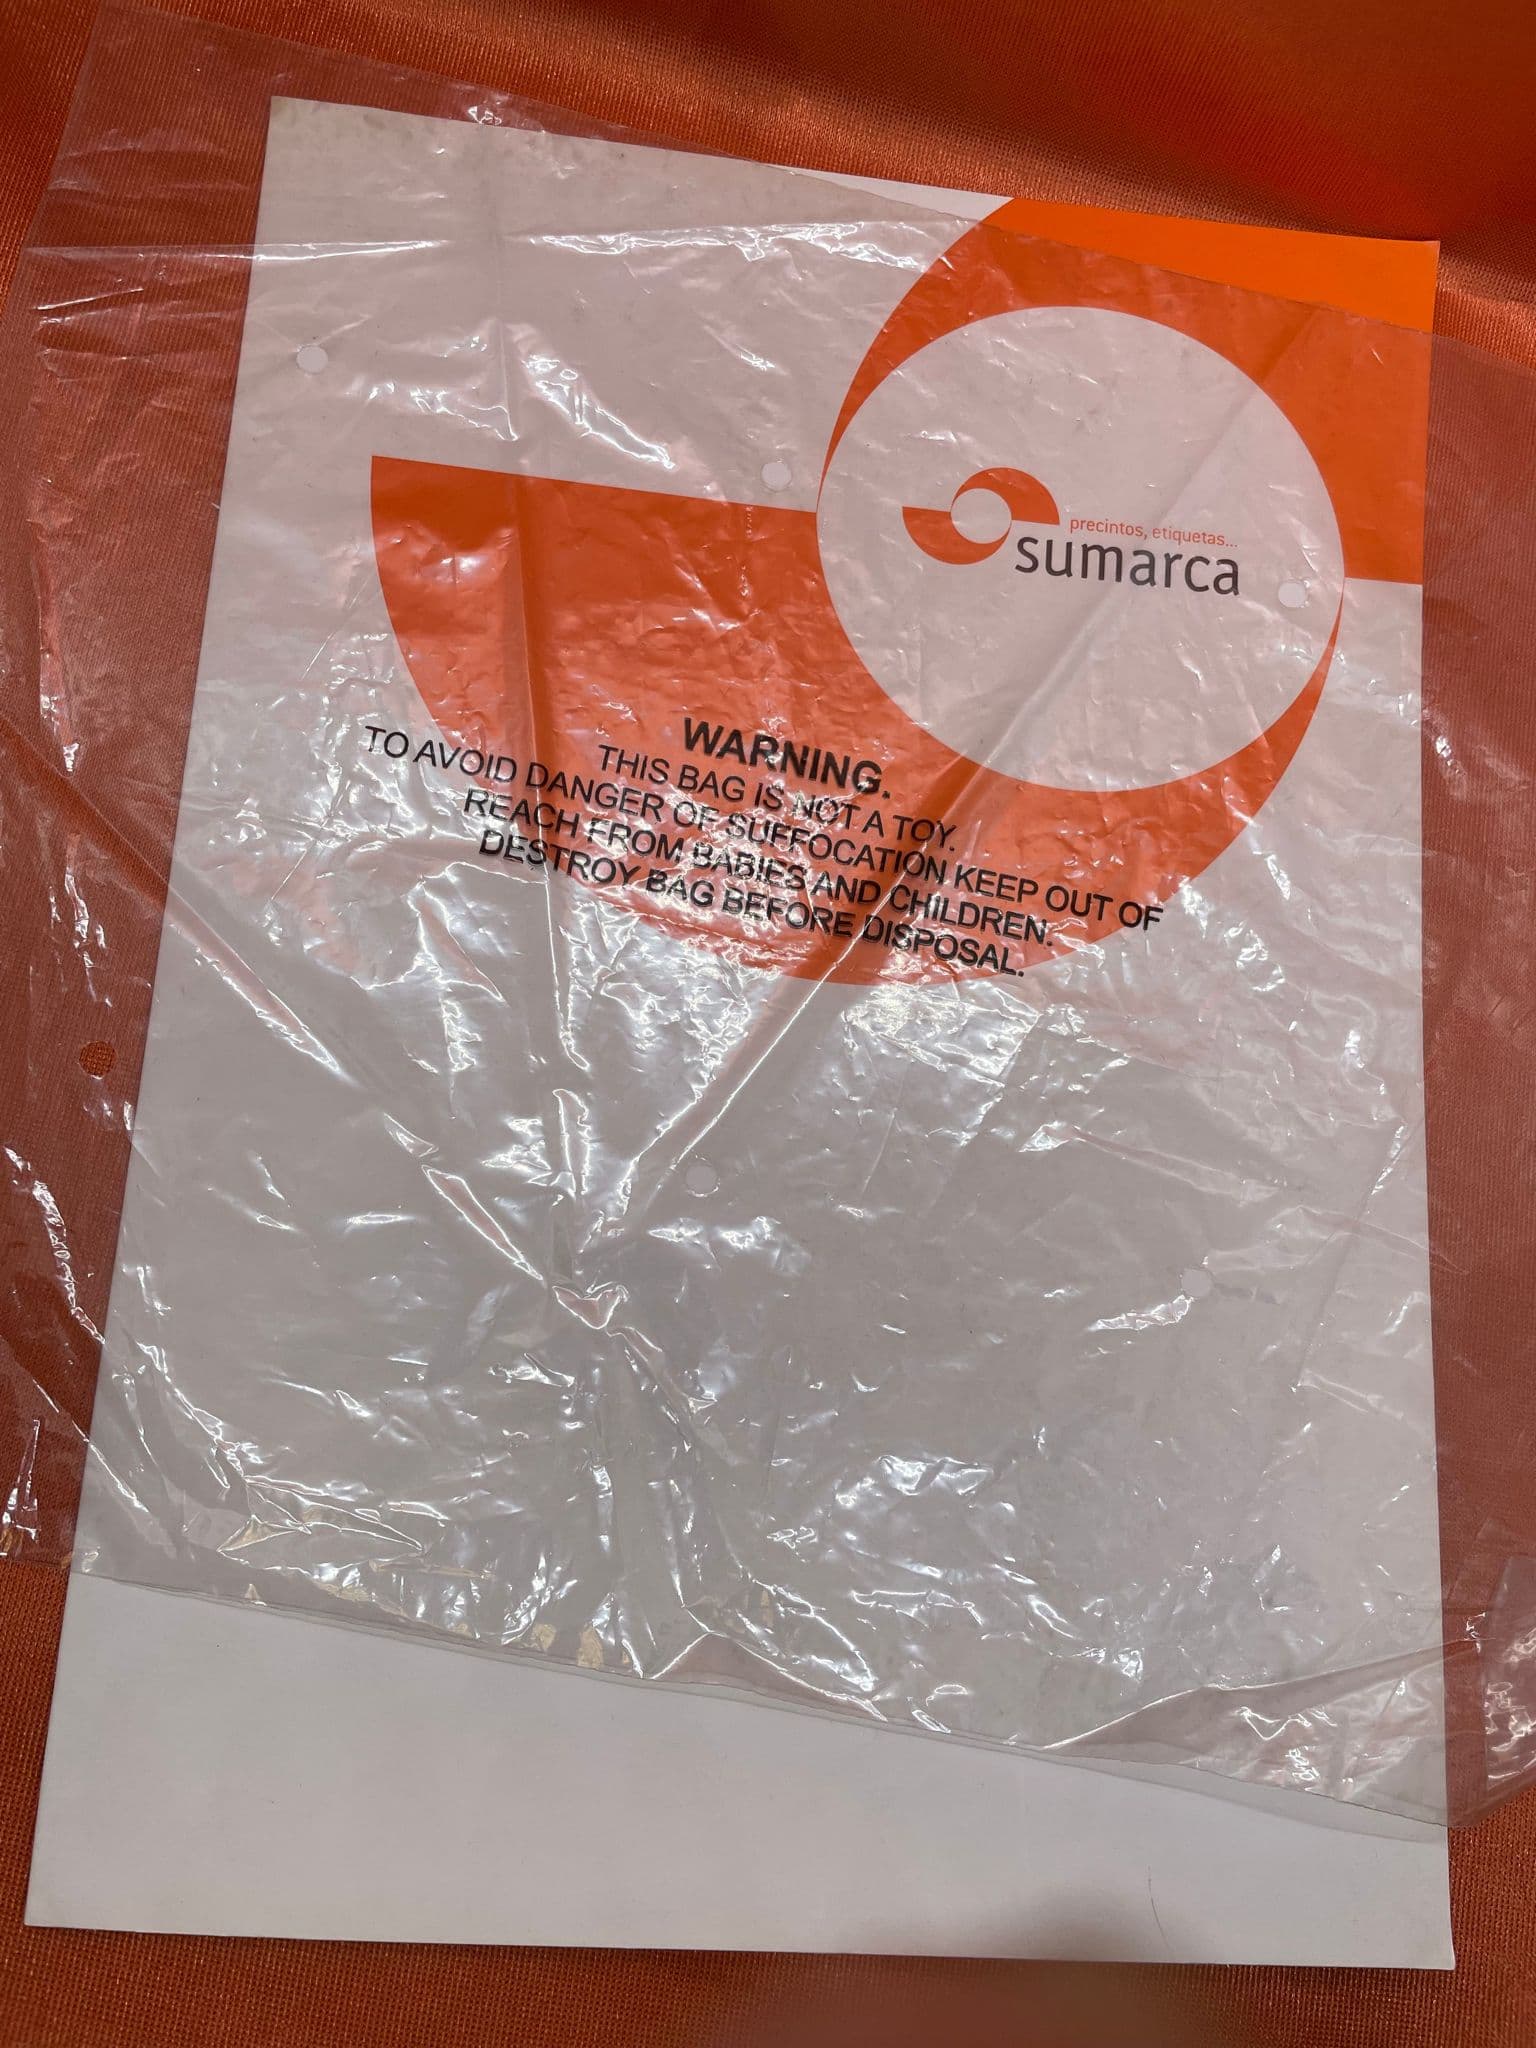 precintos, etiquetas...
sumarca
WARNING.
THIS BAG IS NOT A TOY.
TO AVOID DANGER OF SUFFOCATION KEEP OUT OF
REACH FROM BABIES AND CHILDREN.
DESTROY BAG BEFORE DISPOSAL.